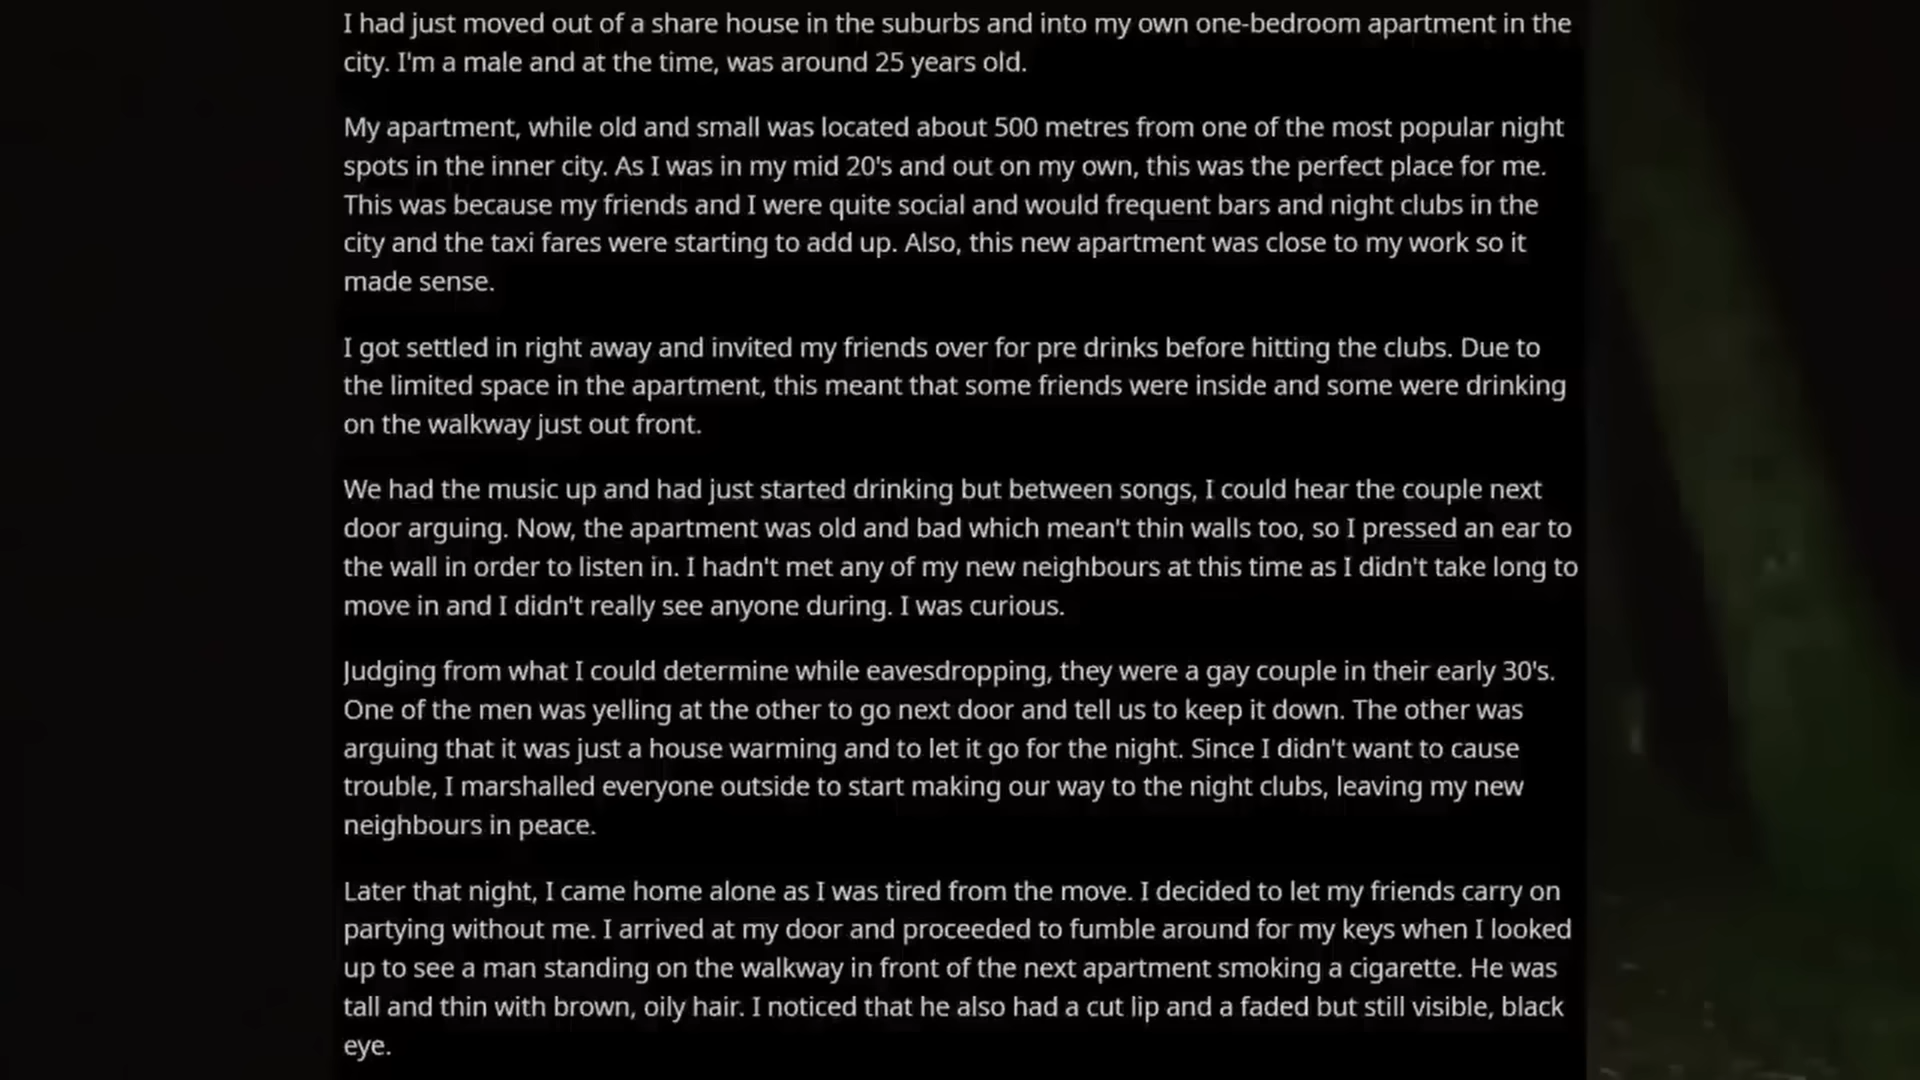 I had just moved out of a share house in the suburbs and into my own one-bedroom apartment in the
city. I'm a male and at the time, was around 25 years old.
My apartment, while old and small was located about 500 metres from one of the most popular night
spots in the inner city. As I was in my mid 20's and out on my own, this was the perfect place for me.
This was because my friends and I were quite social and would frequent bars and night clubs in the
city and the taxi fares were starting to add up. Also, this new apartment was close to my work so it
made sense.
I got settled in right away and invited my friends over for pre drinks before hitting the clubs. Due to
the limited space in the apartment, this meant that some friends were inside and some were drinking
on the walkway just out front.
We had the music up and had just started drinking but between songs, I could hear the couple next
door arguing. Now, the apartment was old and bad which mean't thin walls too, so I pressed an ear to
the wall in order to listen in. I hadn't met any of my new neighbours at this time as I didn't take long to
move in and I didn't really see anyone during. I was curious.
Judging from what I could determine while eavesdropping, they were a gay couple in their early 30's.
One of the men was yelling at the other to go next door and tell us to keep it down. The other was
arguing that it was just a house warming and to let it go for the night. Since I didn't want to cause
trouble, I marshalled everyone outside to start making our way to the night clubs, leaving my new
neighbours in peace.
Later that night, I came home alone as I was tired from the move. I decided to let my friends carry on
partying without me. I arrived at my door and proceeded to fumble around for my keys when I looked
up to see a man standing on the walkway in front of the next apartment smoking a cigarette. He was
tall and thin with brown, oily hair. I noticed that he also had a cut lip and a faded but still visible, black
eye.